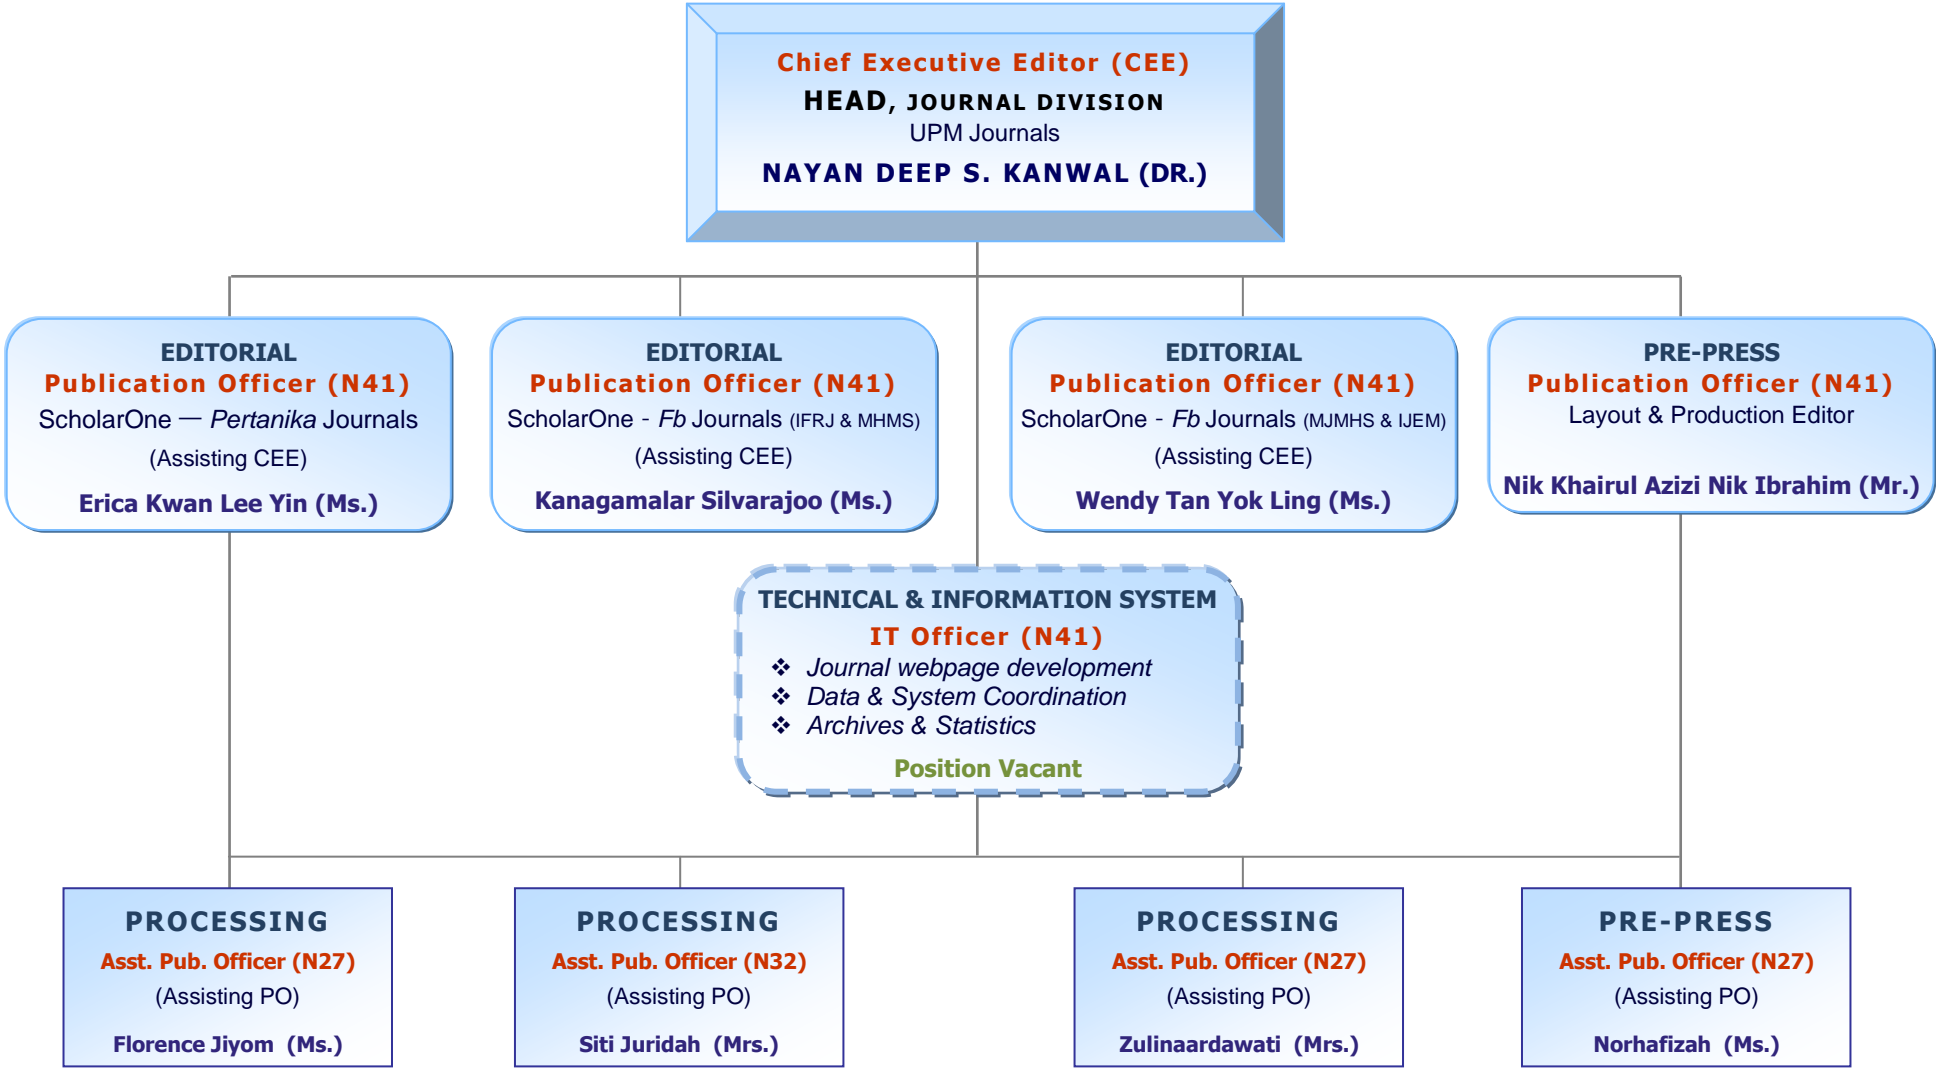 Chief Executive Editor (CEE)
HEAD, JOURNAL DIVISION
UPM Journals
NAYAN DEEP S. KANWAL (DR.)
EDITORIAL
Publication Officer (N41)
ScholarOne — Pertanika Journals
(Assisting CEE)
Erica Kwan Lee Yin (Ms.)
EDITORIAL
Publication Officer (N41)
ScholarOne - Fb Journals (IFRJ & MHMS)
(Assisting CEE)
Kanagamalar Silvarajoo (Ms.)
EDITORIAL
Publication Officer (N41)
ScholarOne - Fb Journals (MJMHS & IJEM)
(Assisting CEE)
Wendy Tan Yok Ling (Ms.)
PRE-PRESS
Publication Officer (N41)
Layout & Production Editor
Nik Khairul Azizi Nik Ibrahim (Mr.)
TECHNICAL & INFORMATION SYSTEM
IT Officer (N41)
❖ Journal webpage development
❖ Data & System Coordination
❖ Archives & Statistics
Position Vacant
PROCESSING
Asst. Pub. Officer (N27)
(Assisting PO)
Florence Jiyom (Ms.)
PROCESSING
Asst. Pub. Officer (N32)
(Assisting PO)
Siti Juridah (Mrs.)
PROCESSING
Asst. Pub. Officer (N27)
(Assisting PO)
Zulinaardawati (Mrs.)
PRE-PRESS
Asst. Pub. Officer (N27)
(Assisting PO)
Norhafizah (Ms.)